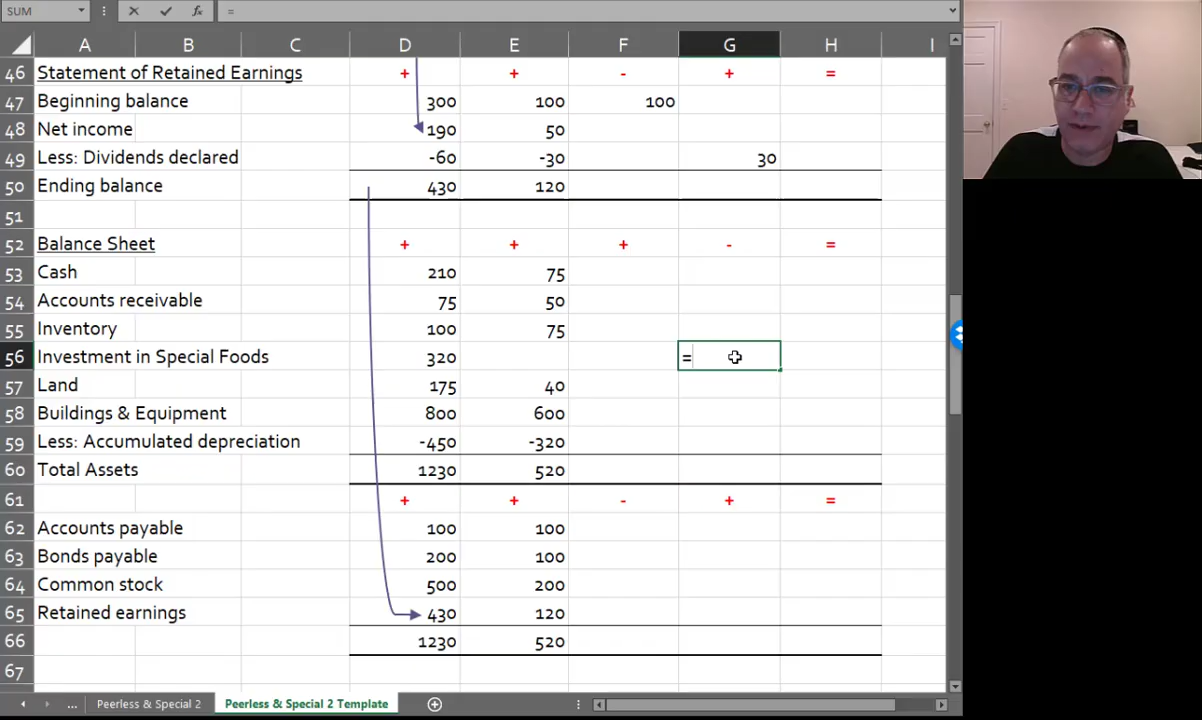 SUM =
A B C D E F G H I
46 Statement of Retained Earnings + + - + =
47 Beginning balance 300 100 100
48 Net income 190 50
49 Less: Dividends declared -60 -30 30
50 Ending balance 430 120
51
52 Balance Sheet + + + - =
53 Cash 210 75
54 Accounts receivable 75 50
55 Inventory 100 75
56 Investment in Special Foods 320 =
57 Land 175 40
58 Buildings & Equipment 800 600
59 Less: Accumulated depreciation -450 -320
60 Total Assets 1230 520
61 + + - + =
62 Accounts payable 100 100
63 Bonds payable 200 100
64 Common stock 500 200
65 Retained earnings 430 120
66 1230 520
67
... Peerless & Special 2 Peerless & Special 2 Template